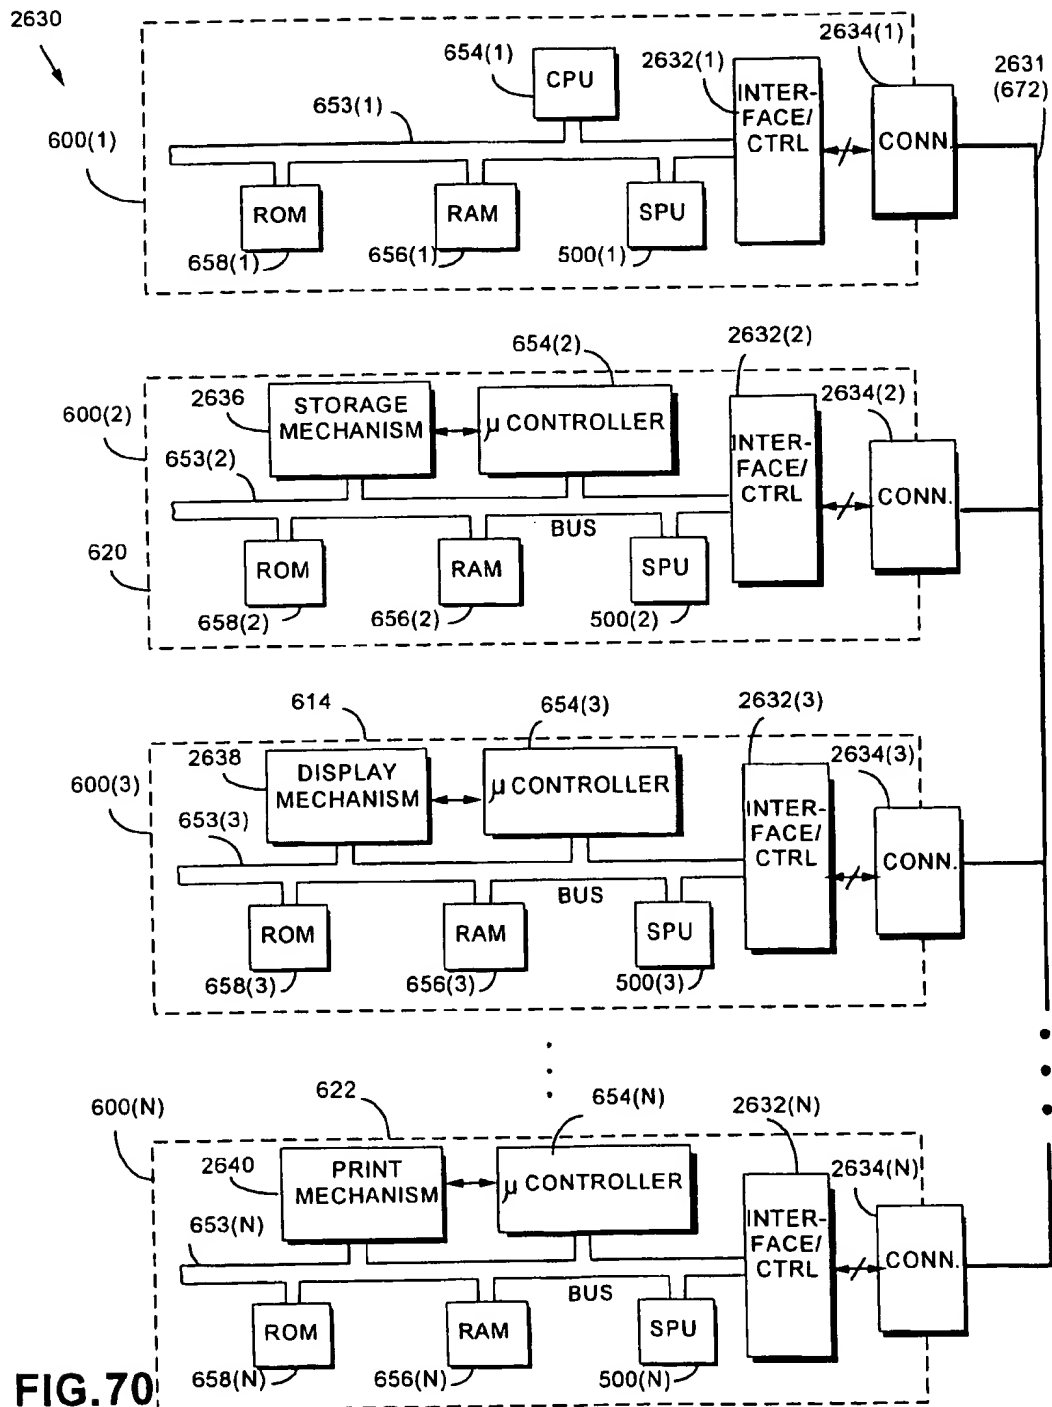 2630
2634(1)
654(1)
2632(1)
2631
(672)
CPU
INTER-
FACE/
CTRL
653(1)
600(1)
CONN.
ROM
RAM
SPU
658(1)
656(1)
500(1)
654(2)
2632(2)
2636
STORAGE
MECHANISM
µ CONTROLLER
2634(2)
600(2)
INTER-
FACE/
CTRL
653(2)
CONN.
BUS
620
ROM
RAM
SPU
658(2)
656(2)
500(2)
614
654(3)
2632(3)
2638
DISPLAY
MECHANISM
µ CONTROLLER
2634(3)
600(3)
INTER-
FACE/
CTRL
653(3)
CONN.
BUS
ROM
RAM
SPU
658(3)
656(3)
500(3)
622
654(N)
2632(N)
600(N)
2640
PRINT
MECHANISM
µ CONTROLLER
2634(N)
INTER-
FACE/
CTRL
653(N)
CONN.
BUS
ROM
RAM
SPU
658(N)
656(N)
500(N)
FIG.70